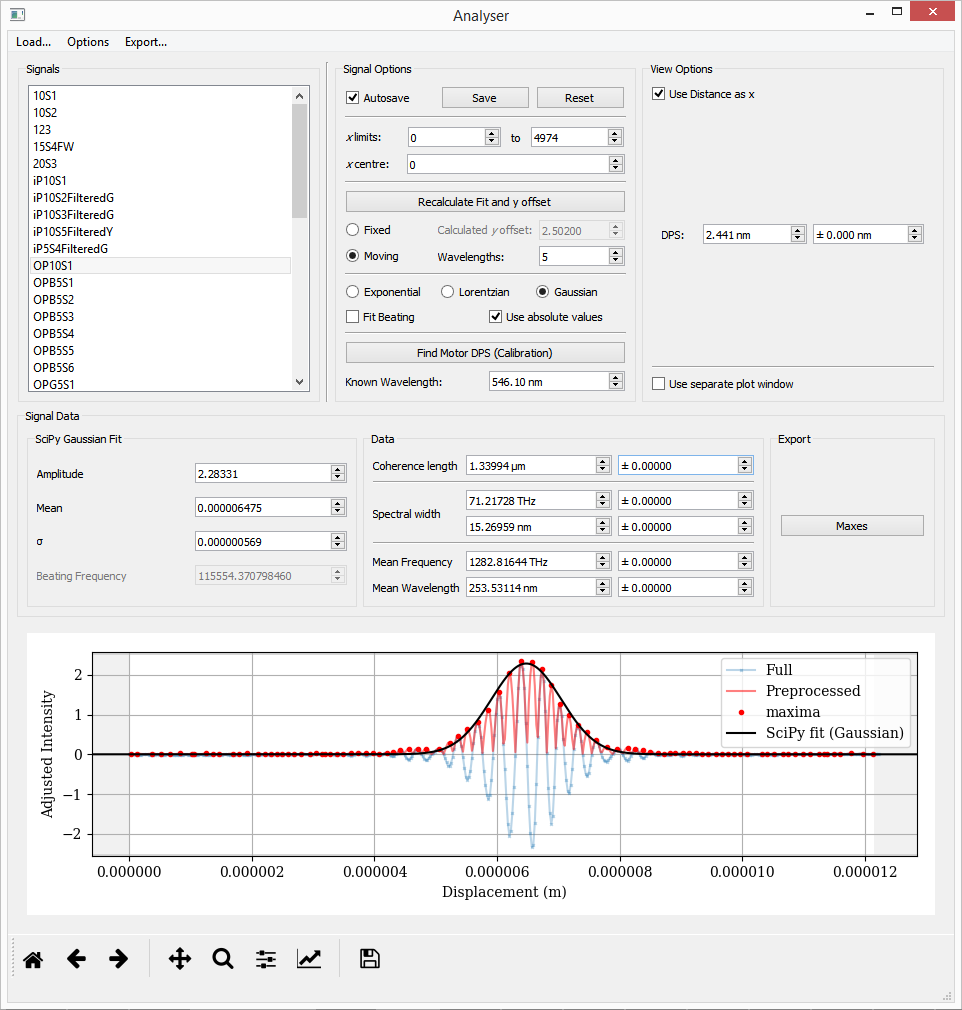 Analyser
Load... Options Export...
Signals
10S1
10S2
123
15S4FW
20S3
iP10S1
iP10S2FilteredG
iP10S3FilteredG
iP10S5FilteredY
iP5S4FilteredG
OP10S1
OPB5S1
OPB5S2
OPB5S3
OPB5S4
OPB5S5
OPB5S6
OPG5S1
Signal Options
Autosave Save Reset
x limits: 0 to 4974
x centre: 0
Recalculate Fit and y offset
Fixed Calculated y offset: 2.50200
Moving Wavelengths: 5
Exponential Lorentzian Gaussian
Fit Beating Use absolute values
Find Motor DPS (Calibration)
Known Wavelength: 546.10 nm
View Options
Use Distance as x
DPS: 2.441 nm ± 0.000 nm
Use separate plot window
Signal Data
SciPy Gaussian Fit
Amplitude 2.28331
Mean 0.000006475
σ 0.000000569
Beating Frequency 115554.370798460
Data
Coherence length 1.33994 µm ± 0.00000
Spectral width
71.21728 THz ± 0.00000
15.26959 nm ± 0.00000
Mean Frequency 1282.81644 THz ± 0.00000
Mean Wavelength 253.53114 nm ± 0.00000
Export
Maxes
Adjusted Intensity
2
1
0
−1
−2
Full
Preprocessed
maxima
SciPy fit (Gaussian)
0.000000 0.000002 0.000004 0.000006 0.000008 0.000010 0.000012
Displacement (m)